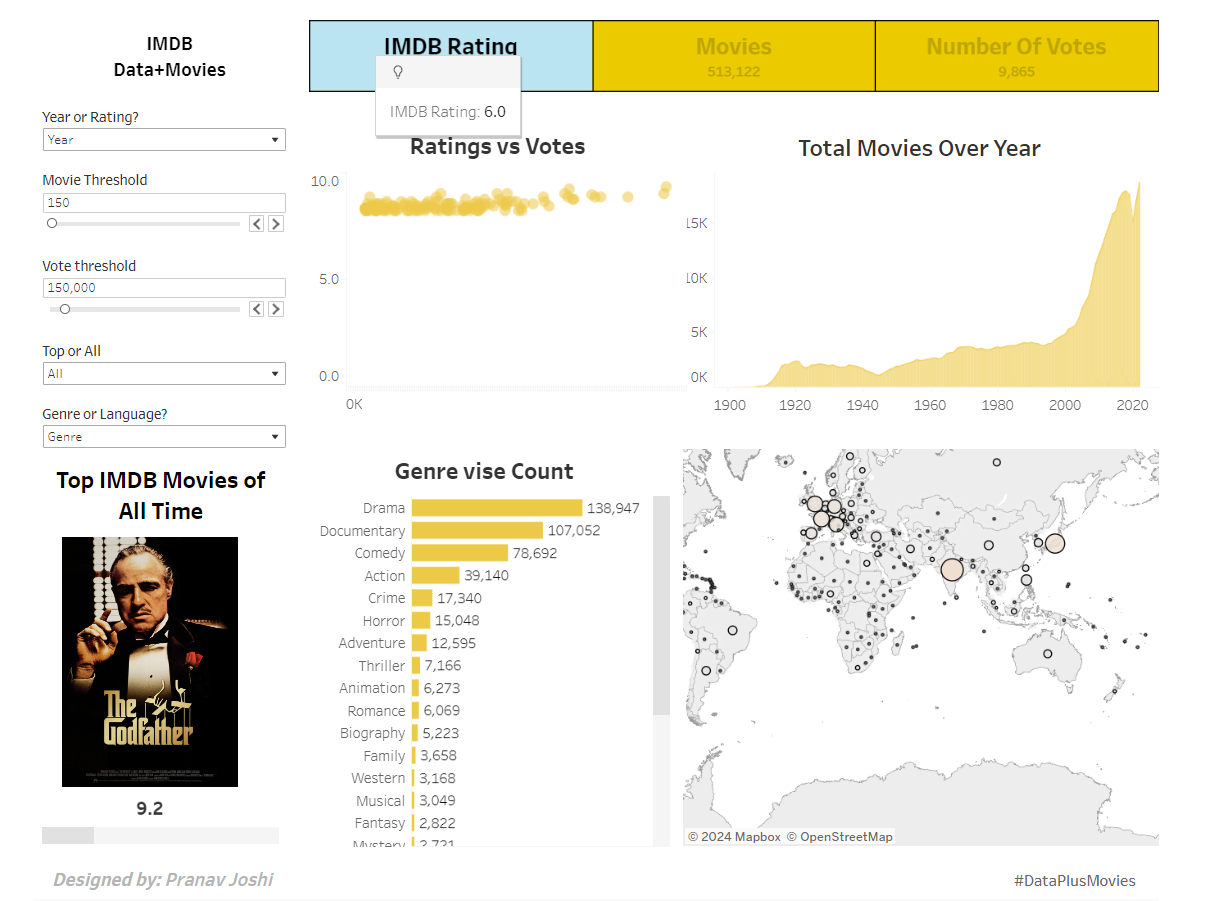 IMDB
Data+Movies
Year or Rating?
Year
Movie Threshold
150
Vote threshold
150,000
Top or All
All
Genre or Language?
Genre
Top IMDB Movies of
All Time
The
Godfather
9.2
IMDB Rating
IMDB Rating: 6.0
Movies
513,122
Number Of Votes
9,865
Ratings vs Votes
10.0
5.0
0.0
0K
Total Movies Over Year
15K
10K
5K
0K
1900 1920 1940 1960 1980 2000 2020
Genre vise Count
Drama 138,947
Documentary 107,052
Comedy 78,692
Action 39,140
Crime 17,340
Horror 15,048
Adventure 12,595
Thriller 7,166
Animation 6,273
Romance 6,069
Biography 5,223
Family 3,658
Western 3,168
Musical 3,049
Fantasy 2,822
Mystery 2,721
© 2024 Mapbox © OpenStreetMap
Designed by: Pranav Joshi
#DataPlusMovies